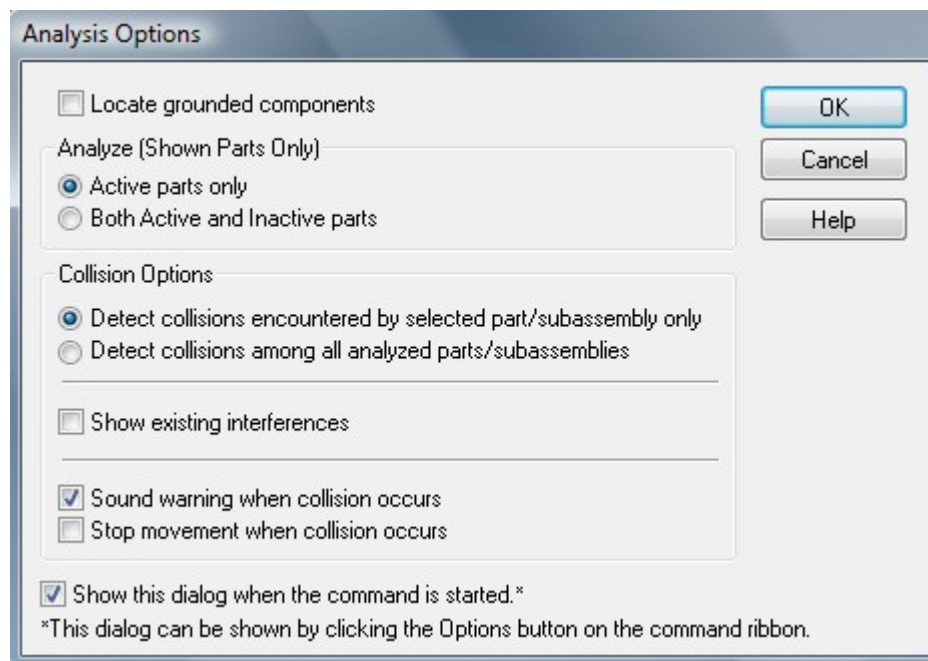 Analysis Options
Locate grounded components
OK
Analyze (Shown Parts Only)
Cancel
Active parts only
Both Active and Inactive parts
Help
Collision Options
Detect collisions encountered by selected part/subassembly only
Detect collisions among all analyzed parts/subassemblies
Show existing interferences
Sound warning when collision occurs
Stop movement when collision occurs
Show this dialog when the command is started.*
*This dialog can be shown by clicking the Options button on the command ribbon.